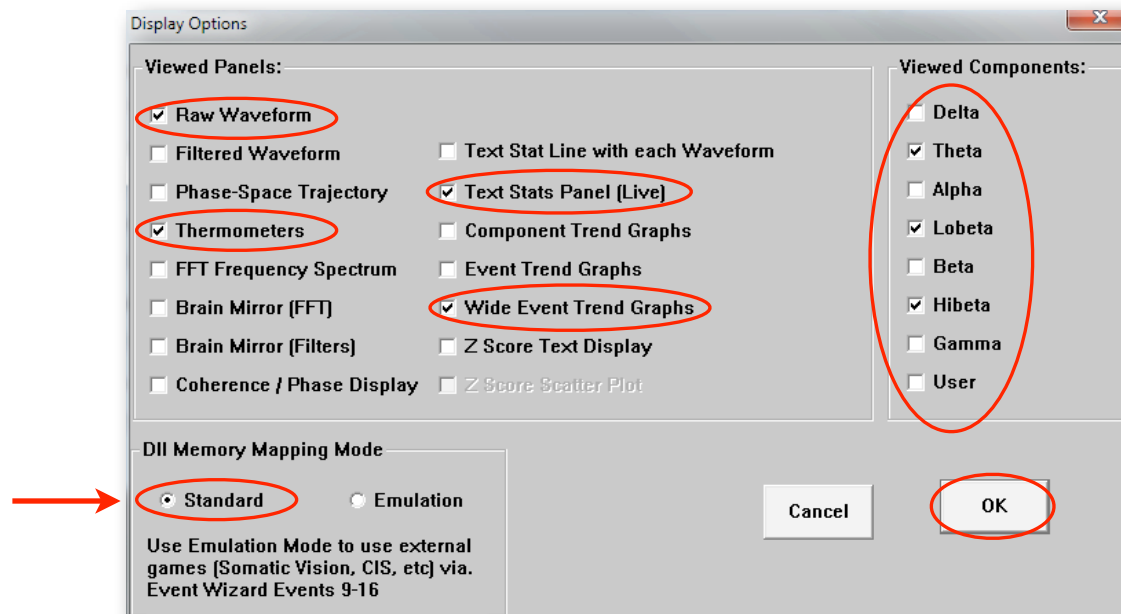 Display Options
X
Viewed Panels:
Raw Waveform
Filtered Waveform
Phase-Space Trajectory
Thermometers
FFT Frequency Spectrum
Brain Mirror (FFT)
Brain Mirror (Filters)
Coherence / Phase Display
Text Stat Line with each Waveform
Text Stats Panel (Live)
Component Trend Graphs
Event Trend Graphs
Wide Event Trend Graphs
Z Score Text Display
Z Score Scatter Plot
Viewed Components:
Delta
Theta
Alpha
Lobeta
Beta
Hibeta
Gamma
User
Dll Memory Mapping Mode
Standard
Emulation
Use Emulation Mode to use external
games (Somatic Vision, CIS, etc) via.
Event Wizard Events 9-16
Cancel
OK